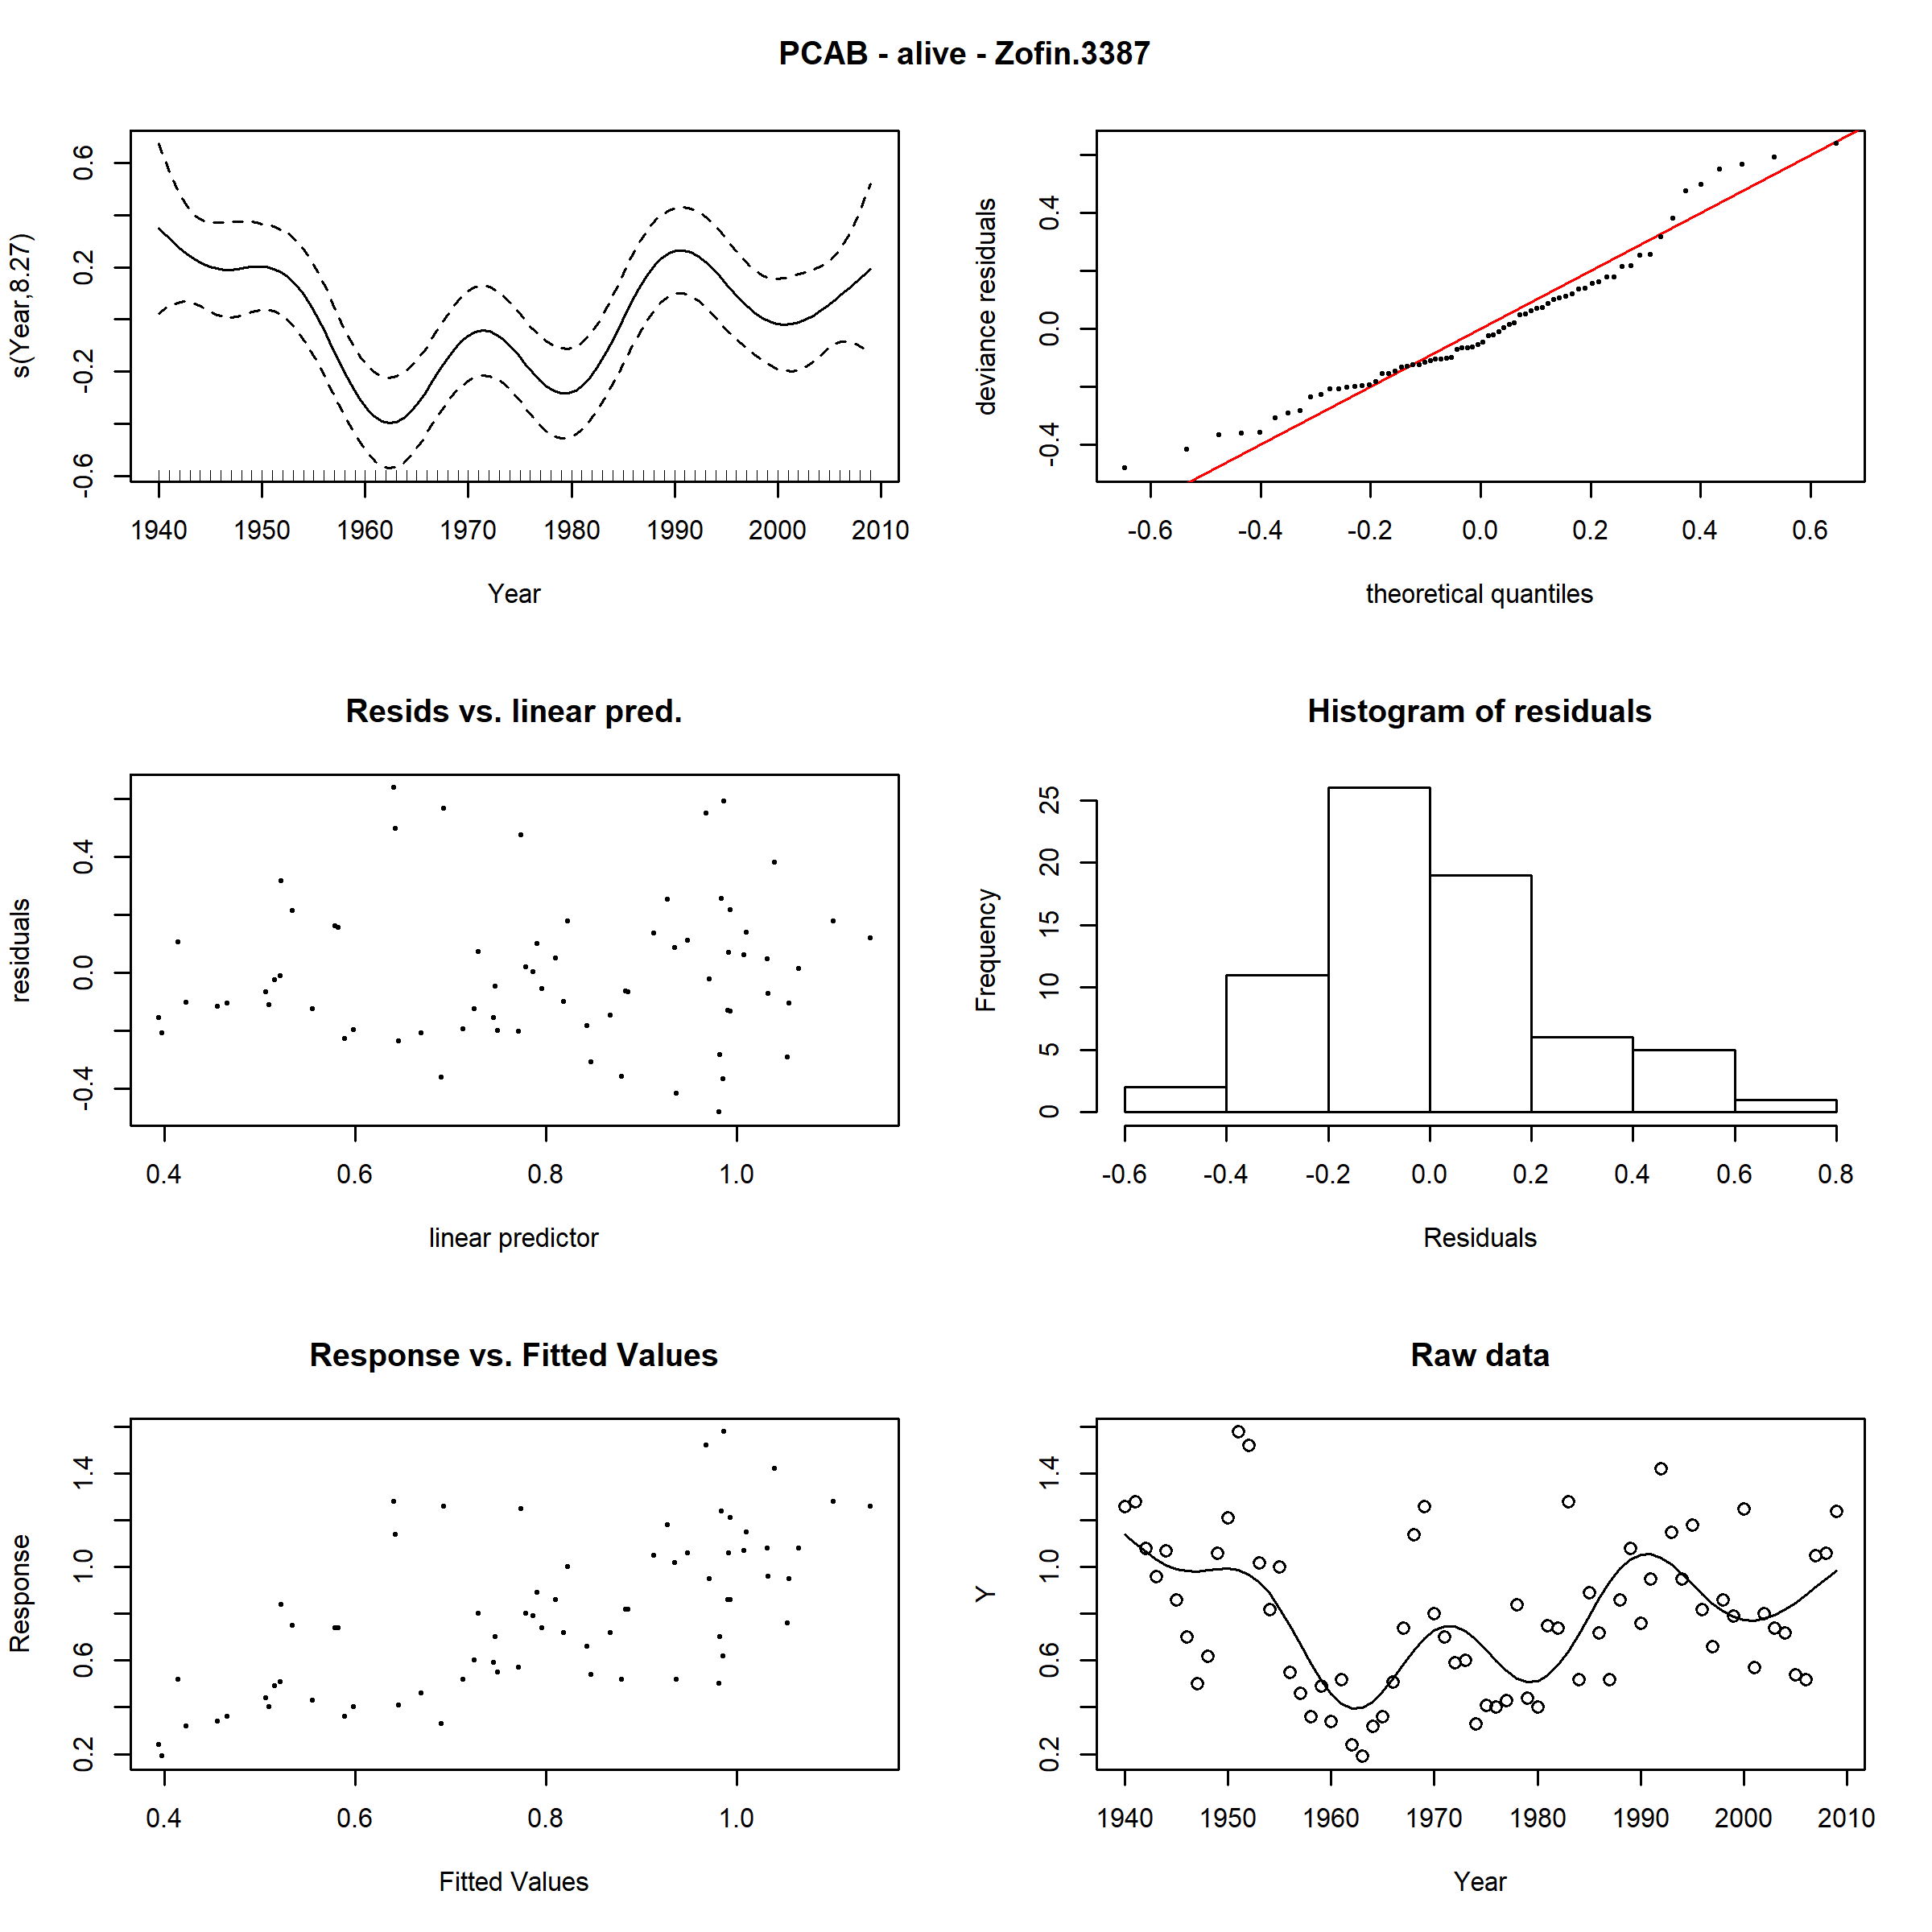 PCAB - alive - Zofin.3387
s(Year,8.27)
-0.6 -0.2 0.2 0.6
1940 1950 1960 1970 1980 1990 2000 2010
Year
deviance residuals
-0.4 0.0 0.4
-0.6 -0.4 -0.2 0.0 0.2 0.4 0.6
theoretical quantiles
Resids vs. linear pred.
residuals
-0.4 0.0 0.4
0.4 0.6 0.8 1.0
linear predictor
Histogram of residuals
Frequency
0 5 10 15 20 25
-0.6 -0.4 -0.2 0.0 0.2 0.4 0.6 0.8
Residuals
Response vs. Fitted Values
Response
0.2 0.6 1.0 1.4
0.4 0.6 0.8 1.0
Fitted Values
Raw data
Y
0.2 0.6 1.0 1.4
1940 1950 1960 1970 1980 1990 2000 2010
Year